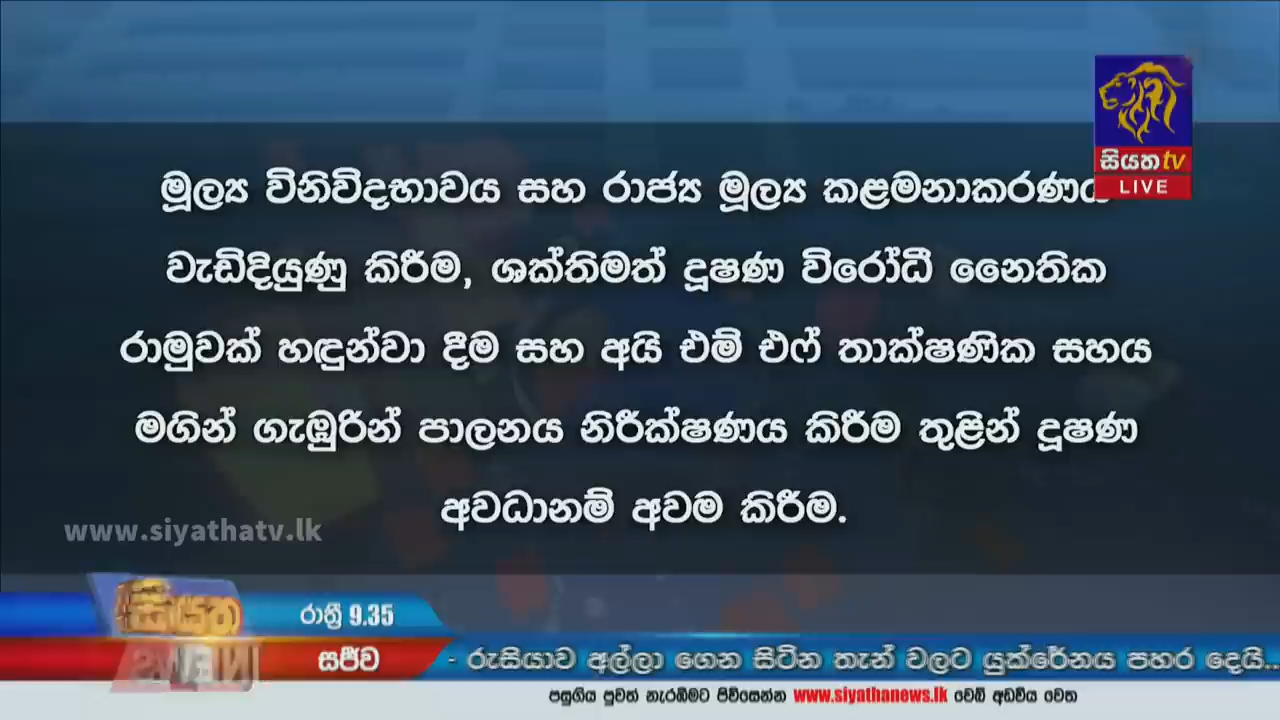 සියත tv
LIVE
මූල්‍ය විනිවිදභාවය සහ රාජ්‍ය මූල්‍ය කළමනාකරණය
වැඩිදියුණු කිරීම, ශක්තිමත් දූෂණ විරෝධී නෛතික
රාමුවක් හඳුන්වා දීම සහ අයි එම් එෆ් තාක්ෂණික සහය
මගින් ගැඹුරින් පාලනය නිරීක්ෂණය කිරීම තුළින් දූෂණ
අවධානම් අවම කිරීම.
www.siyathatv.lk
සියත
රාත්‍රී 9.35
NEWS
සජීව
- රුසියාව අල්ලා ගෙන සිටින තැන් වලට යුක්රේනය පහර දෙයි..
පසුගිය පුවත් නැරඹීමට පිවිසෙන්න www.siyathanews.lk වෙබ් අඩවිය වෙත